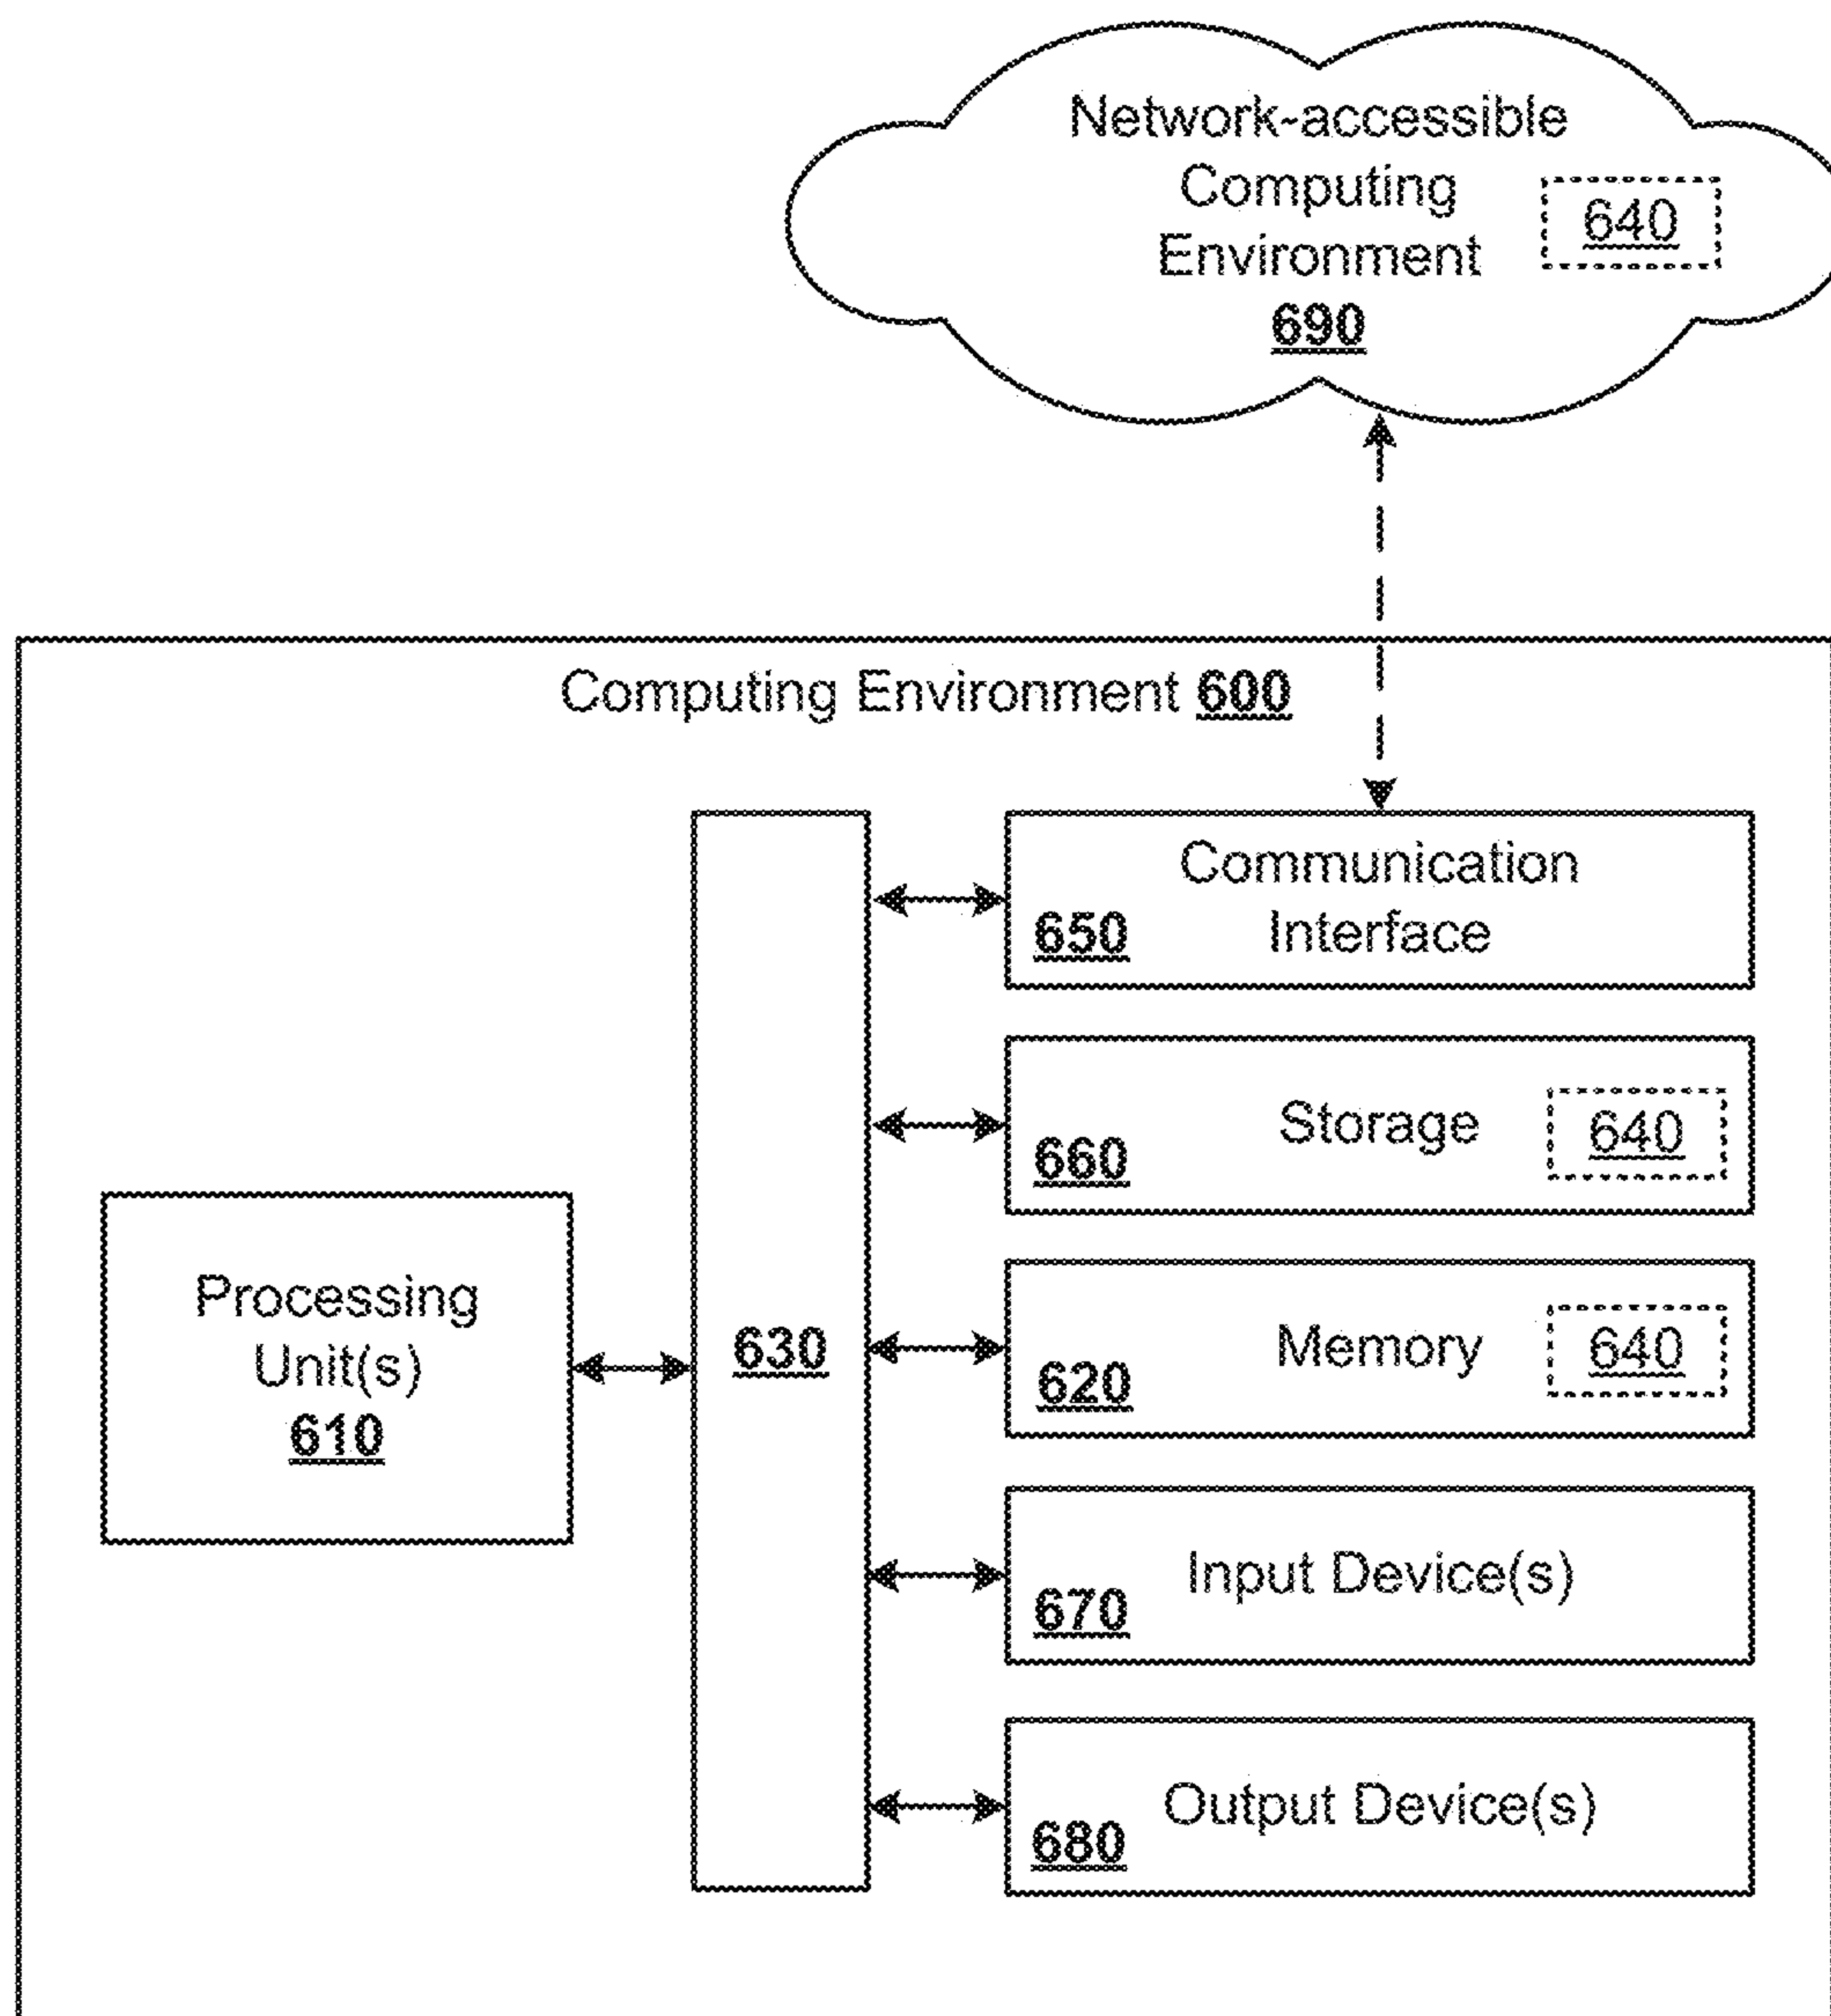 Network-accessible
Computing
Environment
640
690
Computing Environment 600
Communication
Interface
650
Storage
640
660
Processing
Unit(s)
610
630
Memory
640
620
Input Device(s)
670
Output Device(s)
680